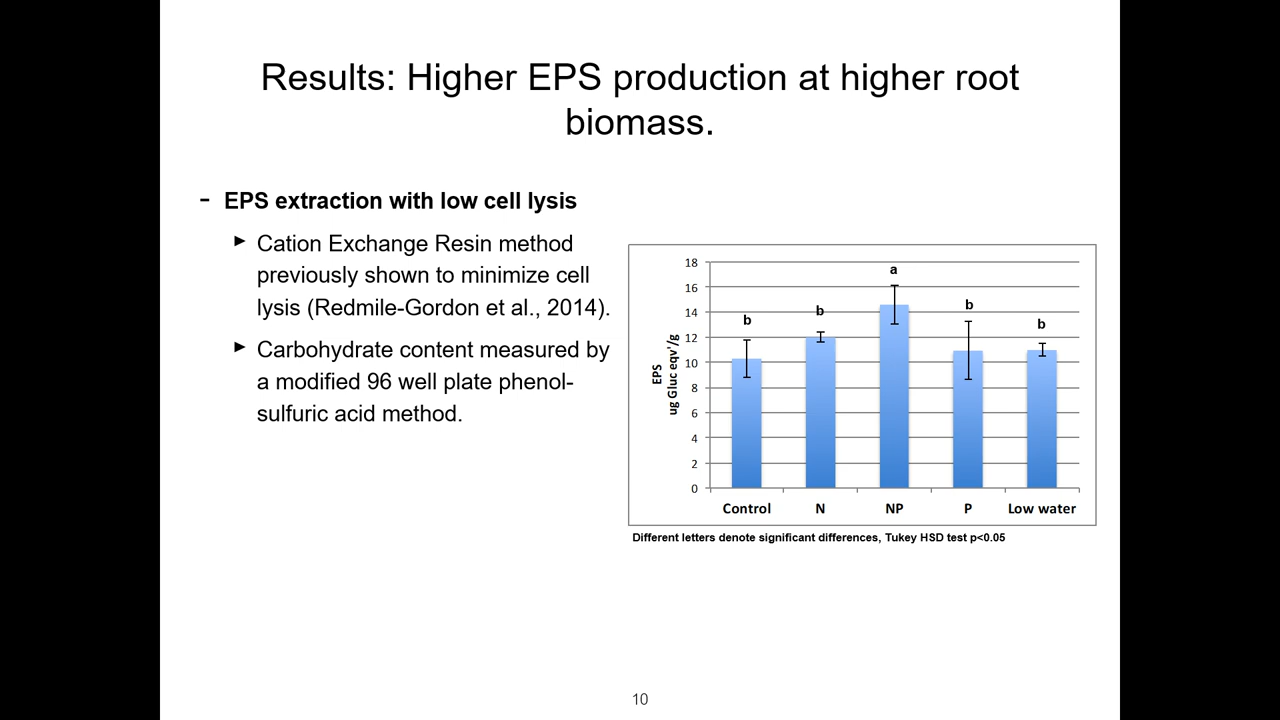 Results: Higher EPS production at higher root
biomass.
- EPS extraction with low cell lysis
► Cation Exchange Resin method
previously shown to minimize cell
lysis (Redmile-Gordon et al., 2014).
► Carbohydrate content measured by
a modified 96 well plate phenol-
sulfuric acid method.
EPS
ug Gluc eqv'/g
18
16
14
12
10
8
6
4
2
0
b
b
a
b
b
Control N NP P Low water
Different letters denote significant differences, Tukey HSD test p<0.05
10